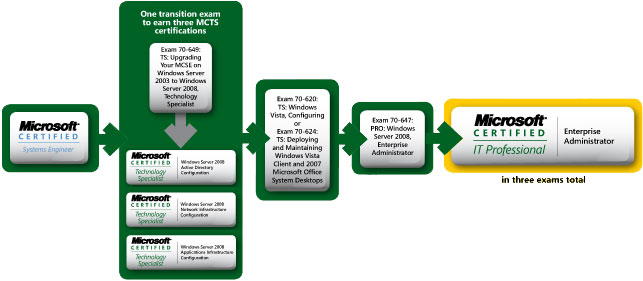 Microsoft
CERTIFIED
Systems Engineer
One transition exam
to earn three MCTS
certifications
Exam 70-649:
TS: Upgrading
Your MCSE on
Windows Server
2003 to Windows
Server 2008,
Technology
Specialist
Microsoft
CERTIFIED
Technology
Specialist
Windows Server 2008
Active Directory
Configuration
Microsoft
CERTIFIED
Technology
Specialist
Windows Server 2008
Network Infrastructure
Configuration
Microsoft
CERTIFIED
Technology
Specialist
Windows Server 2008
Applications Infrastructure
Configuration
Exam 70-620:
TS: Windows
Vista, Configuring
or
Exam 70-624:
TS: Deploying
and Maintaining
Windows Vista
Client and 2007
Microsoft Office
System Desktops
Exam 70-647:
PRO: Windows
Server 2008,
Enterprise
Administrator
Microsoft
CERTIFIED
IT Professional
Enterprise
Administrator
in three exams total